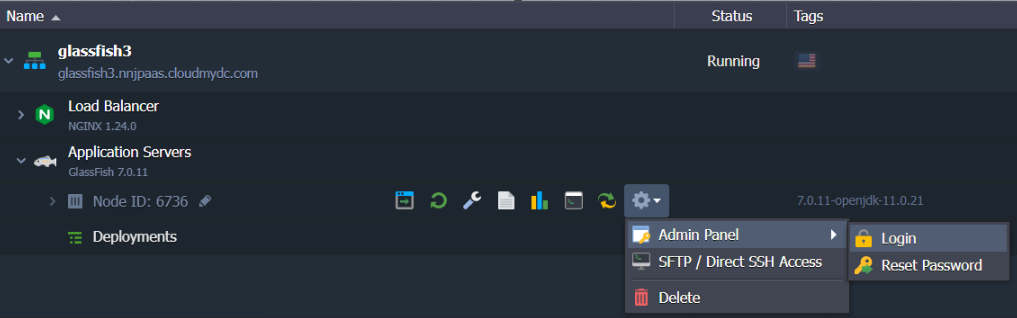 Name Status Tags
glassfish3
glassfish3.nnjpaas.cloudmydc.com Running
Load Balancer
NGINX 1.24.0
Application Servers
GlassFish 7.0.11
Node ID: 6736 7.0.11-openjdk-11.0.21
Deployments
Admin Panel Login
SFTP / Direct SSH Access Reset Password
Delete